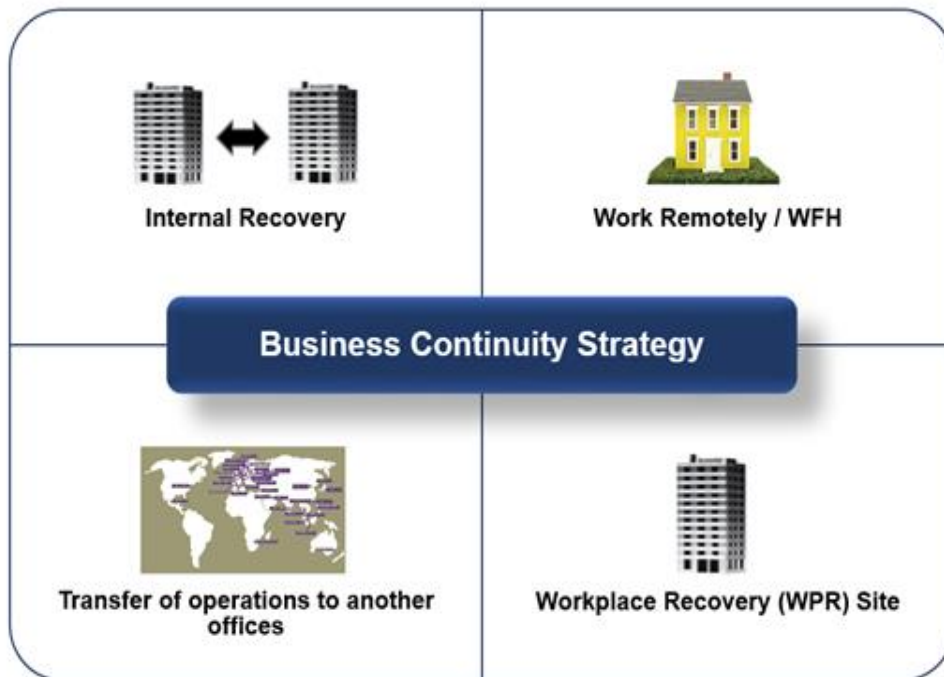 Internal Recovery
Work Remotely / WFH
Business Continuity Strategy
Transfer of operations to another
offices
Workplace Recovery (WPR) Site